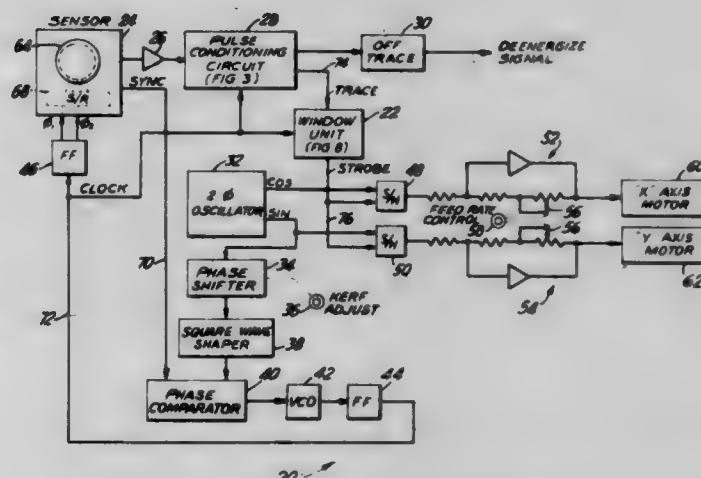 SENSOR
24
64
26
28
PULSE
CONDITIONING
CIRCUIT
(FIG 3)
30
OFF
TRACE
DEENERGIZE
SIGNAL
SYNC
74
TRACE
68
S/R
Φ₁
Φ₂
22
WINDOW
UNIT
(FIG 8)
66
FF
CLOCK
STROBE
32
2 Φ
OSCILLATOR
COS
SIN
48
S/H
52
FEED RATE
CONTROL
58
56
60
"X" AXIS
MOTOR
76
S/H
50
56
"Y" AXIS
MOTOR
62
54
70
34
PHASE
SHIFTER
36
KERF
ADJUST
72
SQUARE WAVE
SHAPER
38
PHASE
COMPARATOR
40
42
VCO
44
FF
20